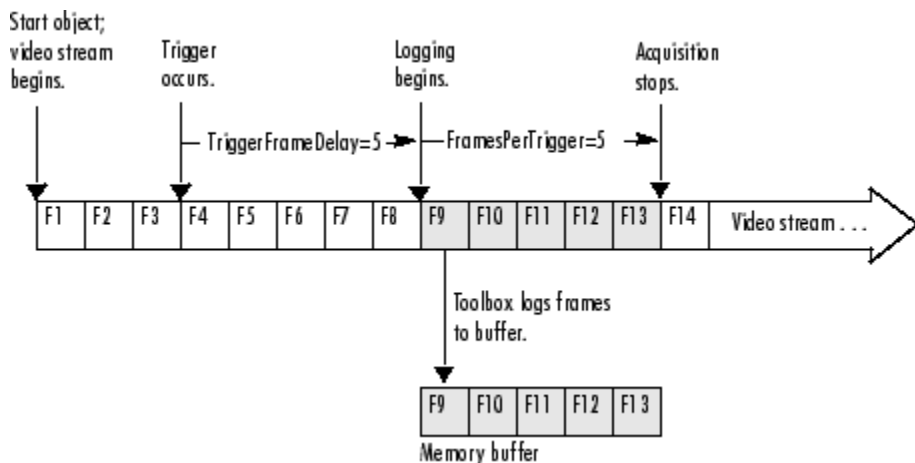 Start object;
video stream
begins.
Trigger
occurs.
Logging
begins.
Acquisition
stops.
TriggerFrameDelay=5
FramesPerTrigger=5
F1 F2 F3 F4 F5 F6 F7 F8 F9 F10 F11 F12 F13 F14 Video stream . . .
Toolbox logs frames
to buffer.
F9 F10 F11 F12 F13
Memory buffer